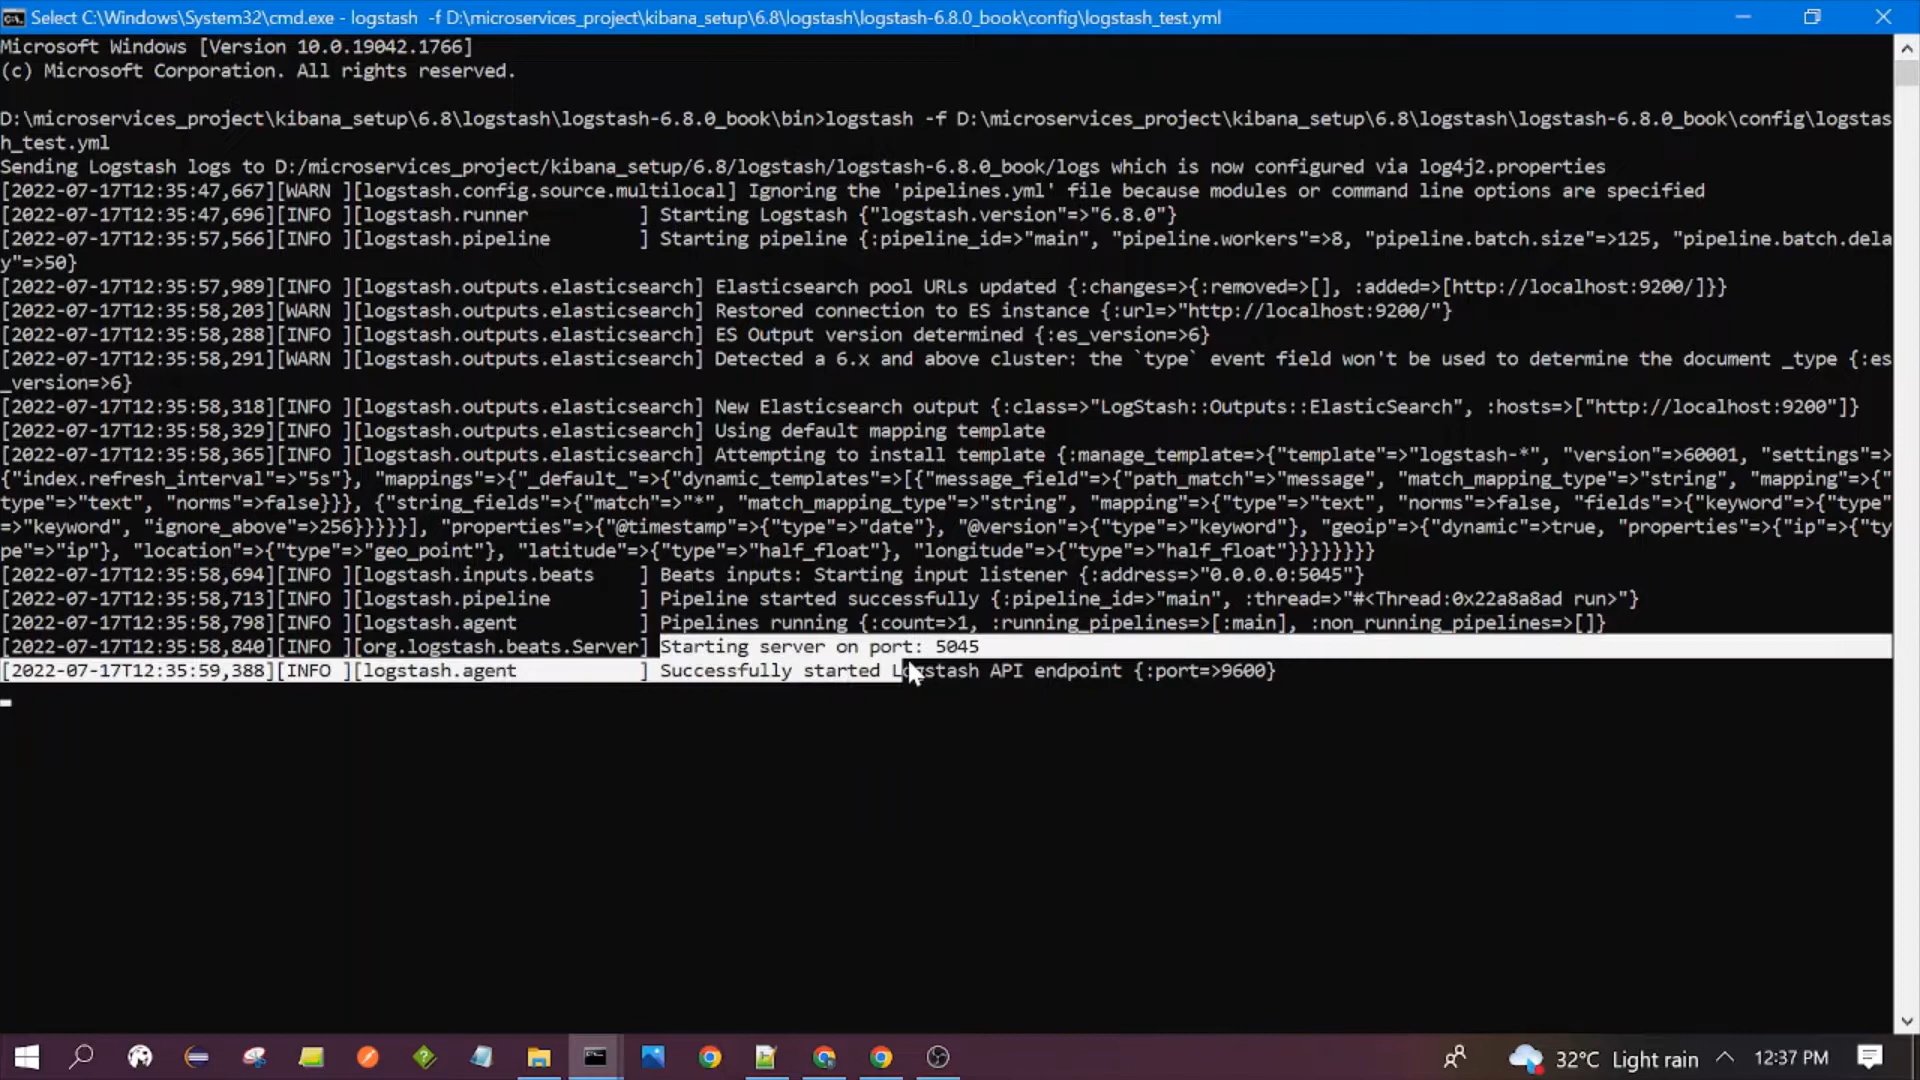 Select C:\Windows\System32\cmd.exe - logstash  -f D:\microservices_project\kibana_setup\6.8\logstash\logstash-6.8.0_book\config\logstash_test.yml
Microsoft Windows [Version 10.0.19042.1766]
(c) Microsoft Corporation. All rights reserved.
D:\microservices_project\kibana_setup\6.8\logstash\logstash-6.8.0_book\bin>logstash -f D:\microservices_project\kibana_setup\6.8\logstash\logstash-6.8.0_book\config\logstas
h_test.yml
Sending Logstash logs to D:/microservices_project/kibana_setup/6.8/logstash/logstash-6.8.0_book/logs which is now configured via log4j2.properties
[2022-07-17T12:35:47,667][WARN ][logstash.config.source.multilocal] Ignoring the 'pipelines.yml' file because modules or command line options are specified
[2022-07-17T12:35:47,696][INFO ][logstash.runner          ] Starting Logstash {"logstash.version"=>"6.8.0"}
[2022-07-17T12:35:57,566][INFO ][logstash.pipeline        ] Starting pipeline {:pipeline_id=>"main", "pipeline.workers"=>8, "pipeline.batch.size"=>125, "pipeline.batch.dela
y"=>50}
[2022-07-17T12:35:57,989][INFO ][logstash.outputs.elasticsearch] Elasticsearch pool URLs updated {:changes=>{:removed=>[], :added=>[http://localhost:9200/]}}
[2022-07-17T12:35:58,203][WARN ][logstash.outputs.elasticsearch] Restored connection to ES instance {:url=>"http://localhost:9200/"}
[2022-07-17T12:35:58,288][INFO ][logstash.outputs.elasticsearch] ES Output version determined {:es_version=>6}
[2022-07-17T12:35:58,291][WARN ][logstash.outputs.elasticsearch] Detected a 6.x and above cluster: the `type` event field won't be used to determine the document _type {:es
_version=>6}
[2022-07-17T12:35:58,318][INFO ][logstash.outputs.elasticsearch] New Elasticsearch output {:class=>"LogStash::Outputs::ElasticSearch", :hosts=>["http://localhost:9200"]}
[2022-07-17T12:35:58,329][INFO ][logstash.outputs.elasticsearch] Using default mapping template
[2022-07-17T12:35:58,365][INFO ][logstash.outputs.elasticsearch] Attempting to install template {:manage_template=>{"template"=>"logstash-*", "version"=>60001, "settings"=>
{"index.refresh_interval"=>"5s"}, "mappings"=>{"_default_"=>{"dynamic_templates"=>[{"message_field"=>{"path_match"=>"message", "match_mapping_type"=>"string", "mapping"=>{"
type"=>"text", "norms"=>false}}}, {"string_fields"=>{"match"=>"*", "match_mapping_type"=>"string", "mapping"=>{"type"=>"text", "norms"=>false, "fields"=>{"keyword"=>{"type"
=>"keyword", "ignore_above"=>256}}}}}], "properties"=>{"@timestamp"=>{"type"=>"date"}, "@version"=>{"type"=>"keyword"}, "geoip"=>{"dynamic"=>true, "properties"=>{"ip"=>{"ty
pe"=>"ip"}, "location"=>{"type"=>"geo_point"}, "latitude"=>{"type"=>"half_float"}, "longitude"=>{"type"=>"half_float"}}}}}}}}
[2022-07-17T12:35:58,694][INFO ][logstash.inputs.beats    ] Beats inputs: Starting input listener {:address=>"0.0.0.0:5045"}
[2022-07-17T12:35:58,713][INFO ][logstash.pipeline        ] Pipeline started successfully {:pipeline_id=>"main", :thread=>"#<Thread:0x22a8a8ad run>"}
[2022-07-17T12:35:58,798][INFO ][logstash.agent           ] Pipelines running {:count=>1, :running_pipelines=>[:main], :non_running_pipelines=>[]}
[2022-07-17T12:35:58,840][INFO ][org.logstash.beats.Server] Starting server on port: 5045
[2022-07-17T12:35:59,388][INFO ][logstash.agent           ] Successfully started Logstash API endpoint {:port=>9600}
32°C  Light rain
12:37 PM